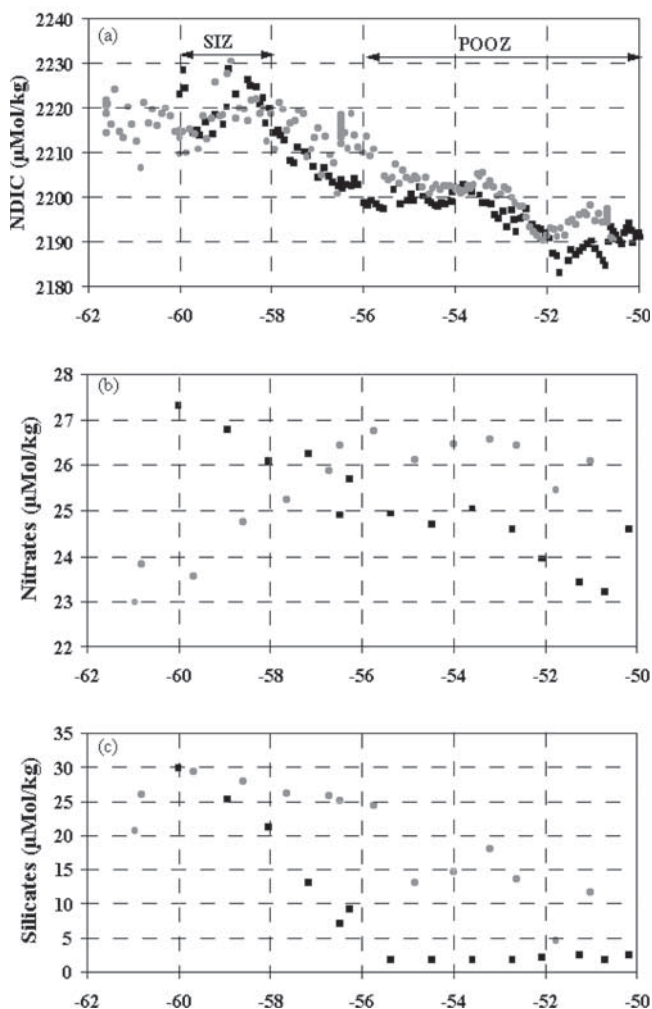 2240
(a)
SIZ
POOZ
2230
2220
2210
2200
2190
2180
NDIC (µMol/kg)
-62 -60 -58 -56 -54 -52 -50
28
(b)
27
26
25
24
23
22
Nitrates (µMol/kg)
-62 -60 -58 -56 -54 -52 -50
35
(c)
30
25
20
15
10
5
0
Silicates (µMol/kg)
-62 -60 -58 -56 -54 -52 -50